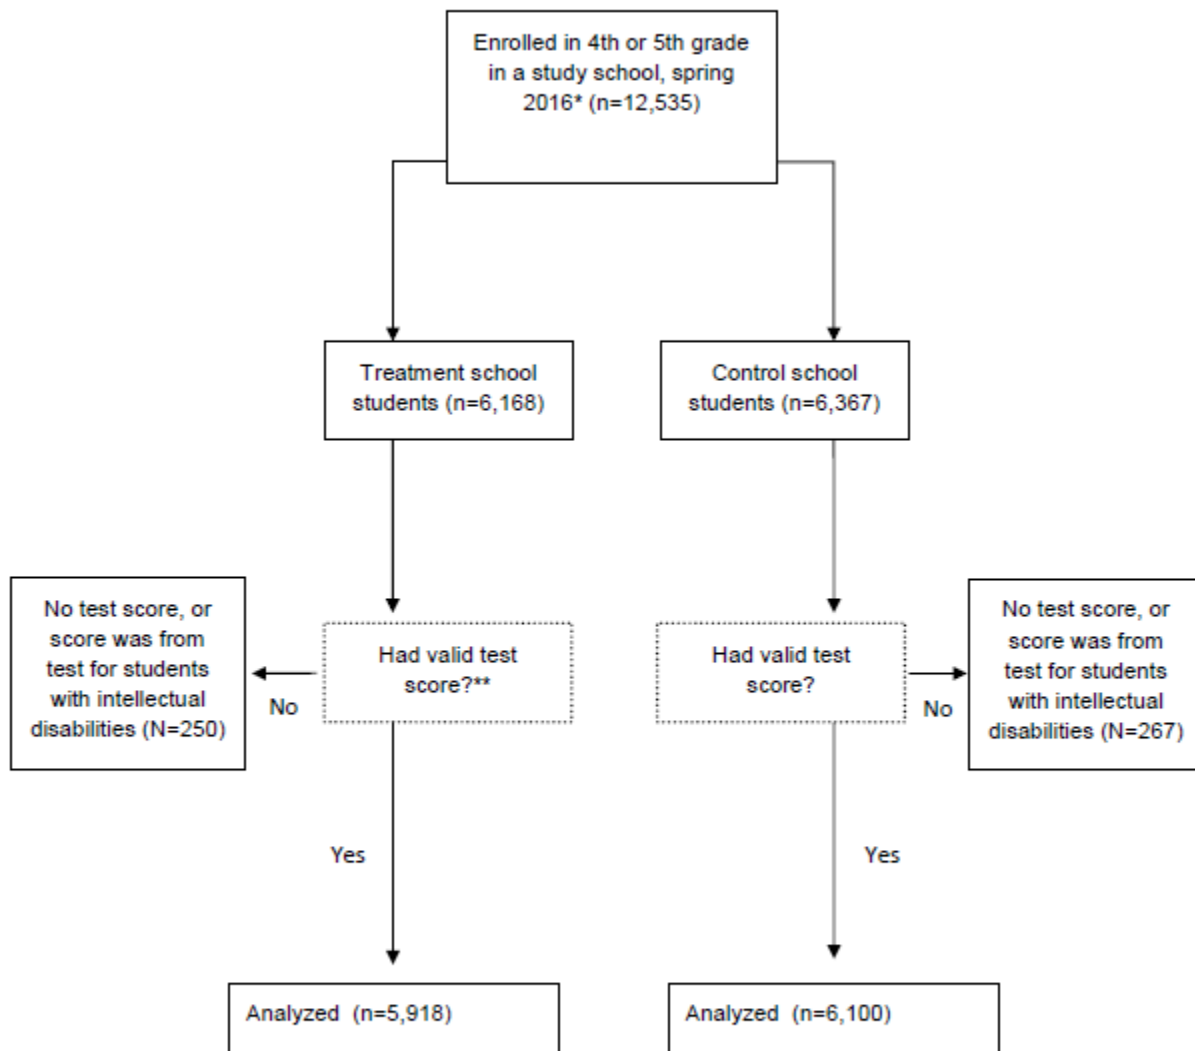 Enrolled in 4th or 5th grade
in a study school, spring
2016* (n=12,535)
Treatment school
students (n=6,168)
Control school
students (n=6,367)
No test score, or
score was from
test for students
with intellectual
disabilities (N=250)
No
Had valid test
score?**
Had valid test
score?
No
No test score, or
score was from
test for students
with intellectual
disabilities (N=267)
Yes
Yes
Analyzed (n=5,918)
Analyzed (n=6,100)